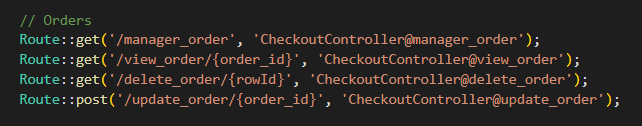 // Orders
Route::get('/manager_order', 'CheckoutController@manager_order');
Route::get('/view_order/{order_id}', 'CheckoutController@view_order');
Route::get('/delete_order/{rowId}', 'CheckoutController@delete_order');
Route::post('/update_order/{order_id}', 'CheckoutController@update_order');